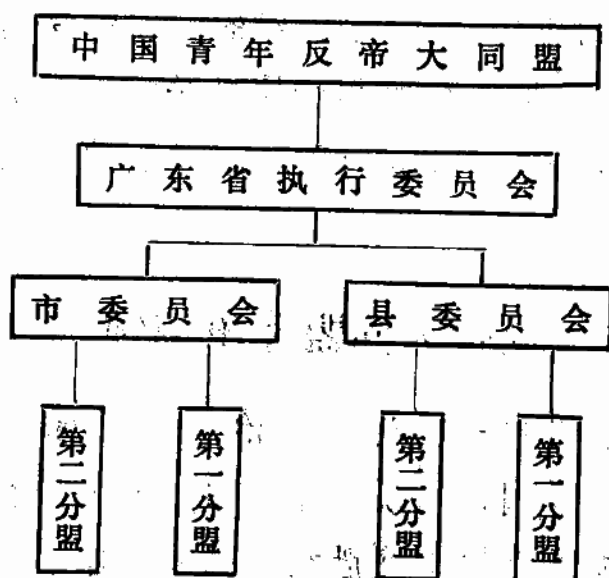 中国青年反帝大同盟
广东省执行委员会
市委员会
县委员会
第二分盟
第一分盟
第二分盟
第一分盟